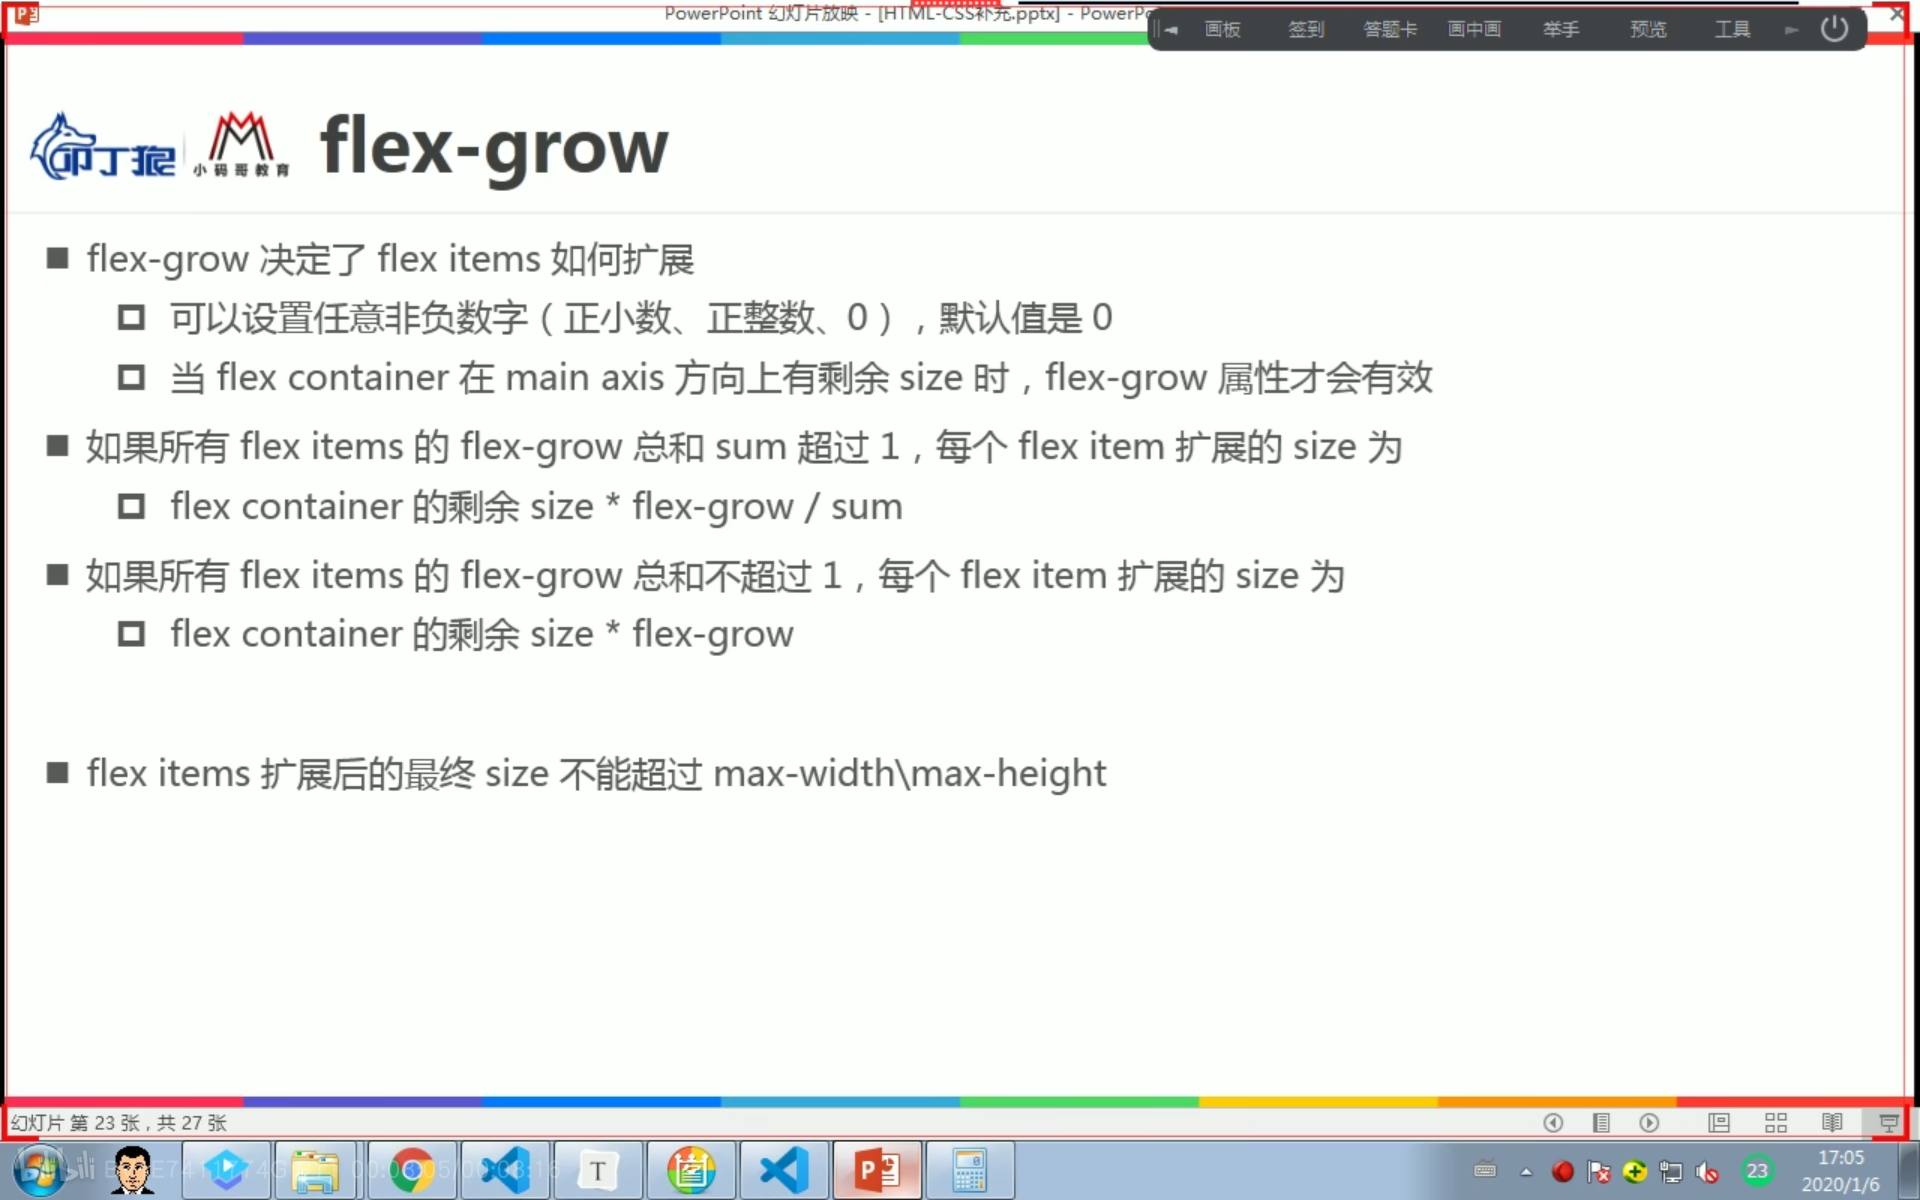 PowerPoint 幻灯片放映 - [HTML-CSS补充.pptx] - PowerPo
画板 签到 答题卡 画中画 举手 预览 工具
叩丁狼 小码哥教育 flex-grow
flex-grow 决定了 flex items 如何扩展
可以设置任意非负数字（正小数、正整数、0），默认值是 0
当 flex container 在 main axis 方向上有剩余 size 时，flex-grow 属性才会有效
如果所有 flex items 的 flex-grow 总和 sum 超过 1，每个 flex item 扩展的 size 为
flex container 的剩余 size * flex-grow / sum
如果所有 flex items 的 flex-grow 总和不超过 1，每个 flex item 扩展的 size 为
flex container 的剩余 size * flex-grow
flex items 扩展后的最终 size 不能超过 max-width\max-height
幻灯片 第 23 张，共 27 张
23
17:05
2020/1/6